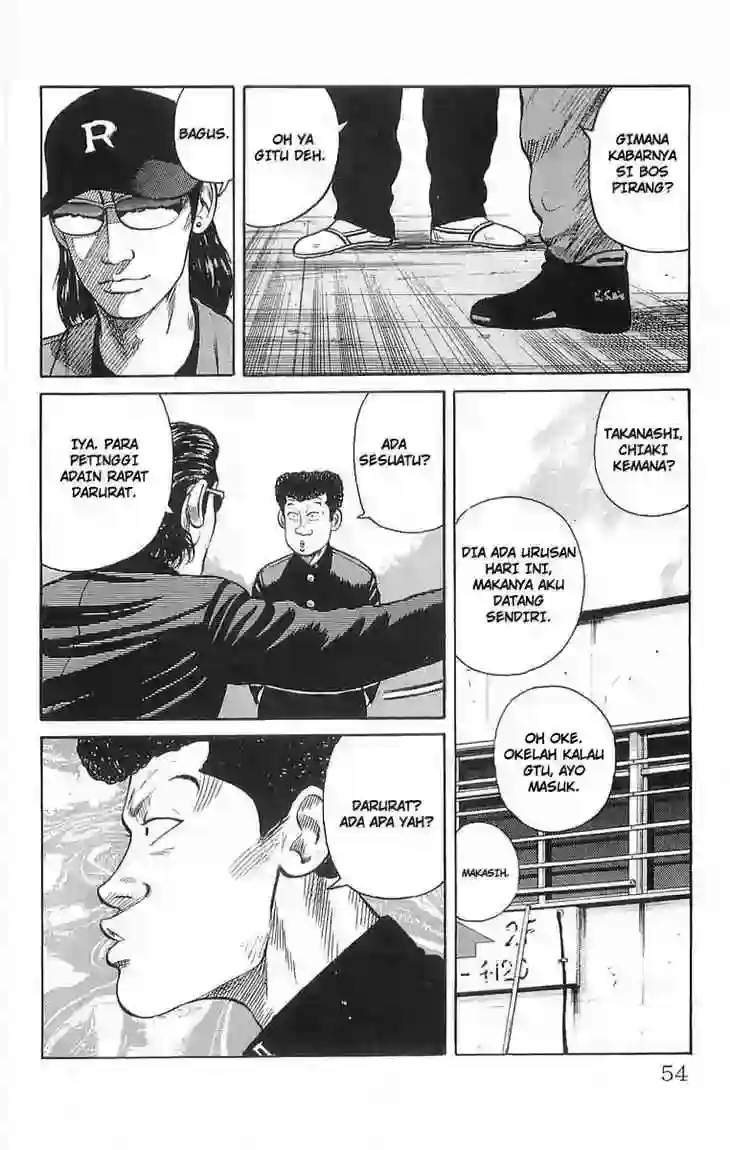 GIMANA
KABARNYA
SI BOS
PIRANG?
OH YA
GITU DEH.
BAGUS.
R
TAKANASHI,
CHIAKI
KEMANA?
DIA ADA URUSAN
HARI INI,
MAKANYA AKU
DATANG
SENDIRI.
OH OKE.
OKELAH KALAU
GTU, AYO
MASUK.
MAKASIH.
ADA
SESUATU?
IYA. PARA
PETINGGI
ADAIN RAPAT
DARURAT.
DARURAT?
ADA APA YAH?
54